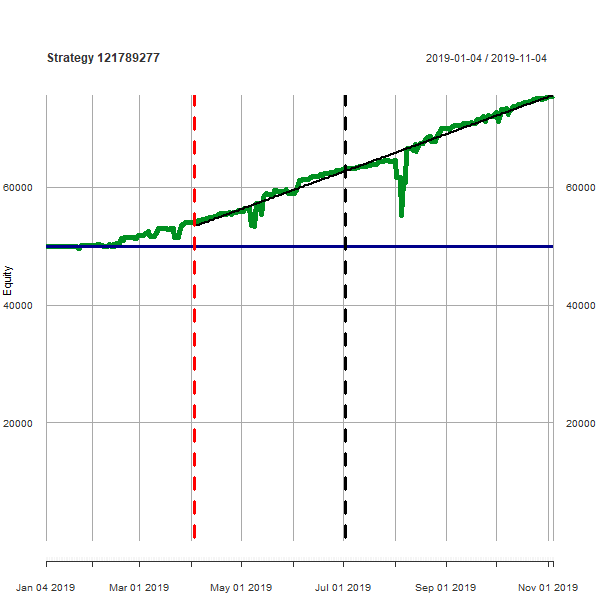 Strategy 121789277
2019-01-04 / 2019-11-04
Equity
60000
60000
40000
40000
20000
20000
Jan 04 2019
Mar 01 2019
May 01 2019
Jul 01 2019
Sep 01 2019
Nov 01 2019